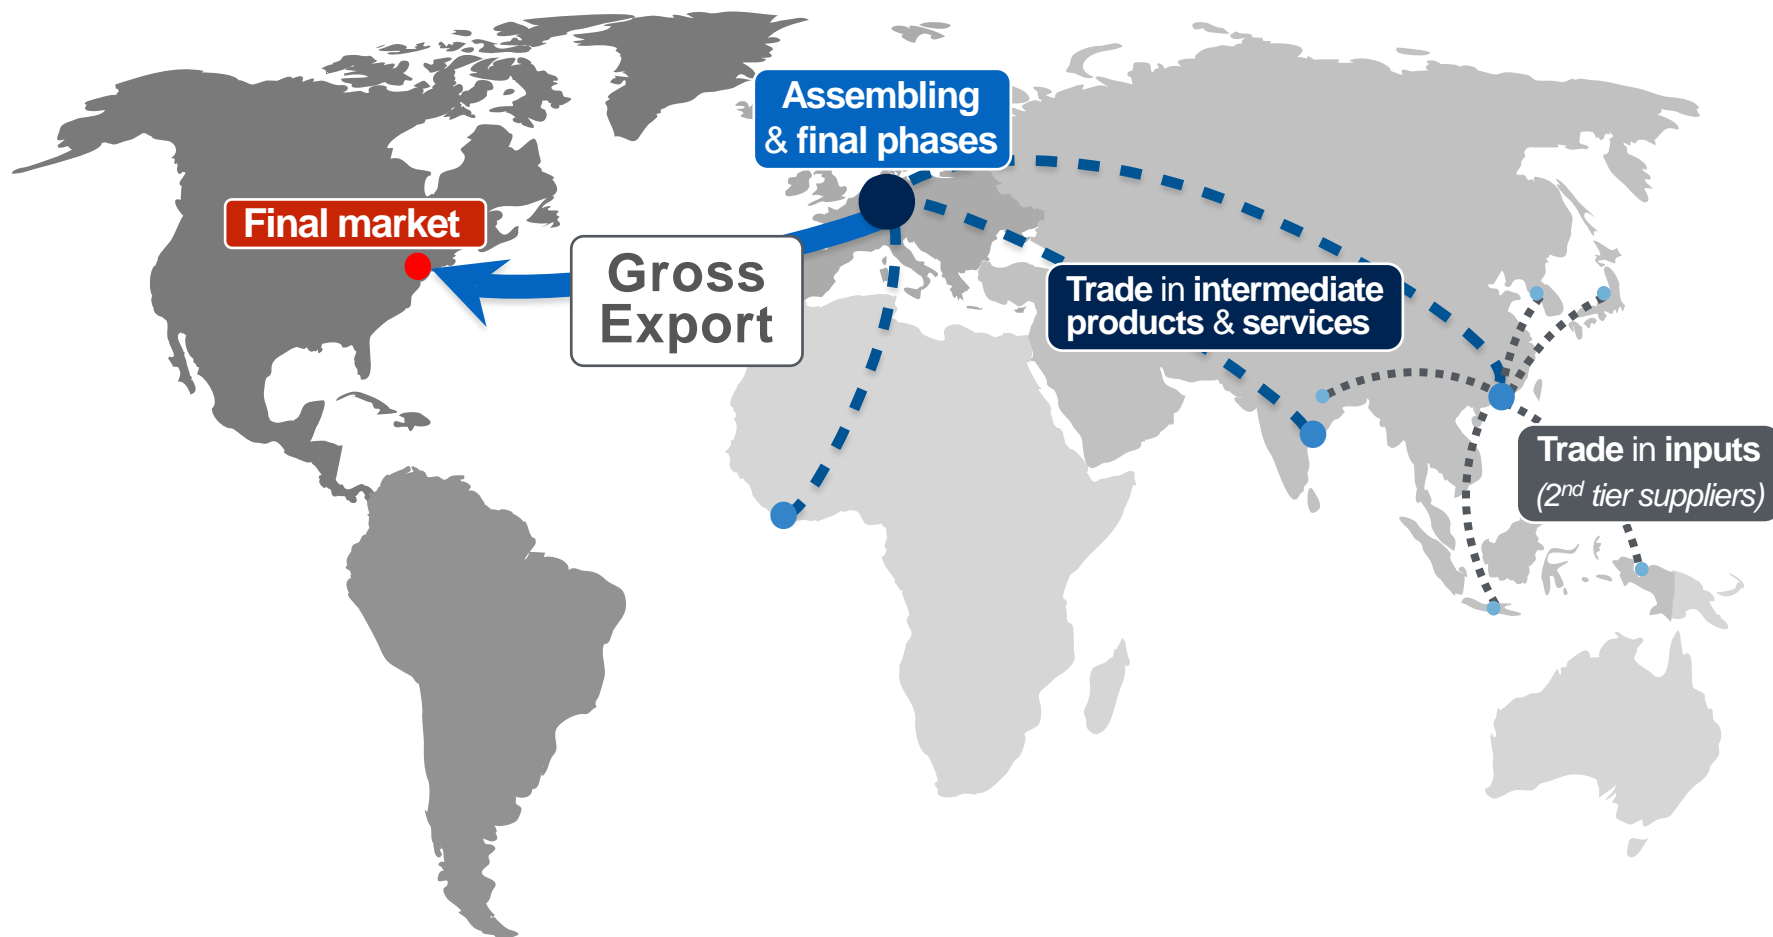 Assembling
& final phases
Final market
Gross
Export
Trade in intermediate
products & services
Trade in inputs
(2nd tier suppliers)